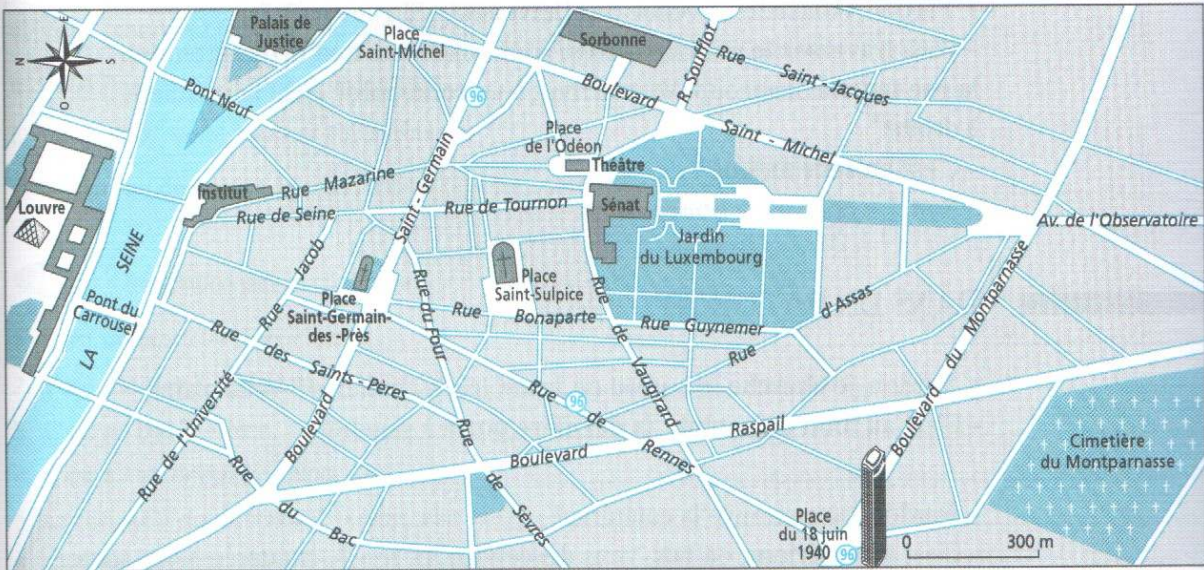 E
N
S
O
Palais de
Justice
Place
Saint-Michel
Sorbonne
R. Soufflor
Rue Saint-Jacques
Pont Neuf
96
Boulevard Saint - Michel
Place
de l'Odéon
Théâtre
Institut
Rue Mazarine
Louvre
Rue de Seine
Rue de Tournon
Sénat
Av. de l'Observatoire
LA SEINE
Rue Jacob
Boulevard Saint-Germain
Jardin
du Luxembourg
Place
Saint-Sulpice
Pont du
Carrousel
Place
Saint-Germain-
des -Près
Rue du Four
Rue Bonaparte
Rue Guynemer
Rue d'Assas
Rue de Vaugirard
Boulevard du Montparnasse
Rue des Saints - Pères
Rue de l'Université
96
Rue de Rennes
Boulevard Raspail
Rue de Sèvres
Rue du Bac
Cimetière
du Montparnasse
Place
du 18 juin
1940
96
0 300 m